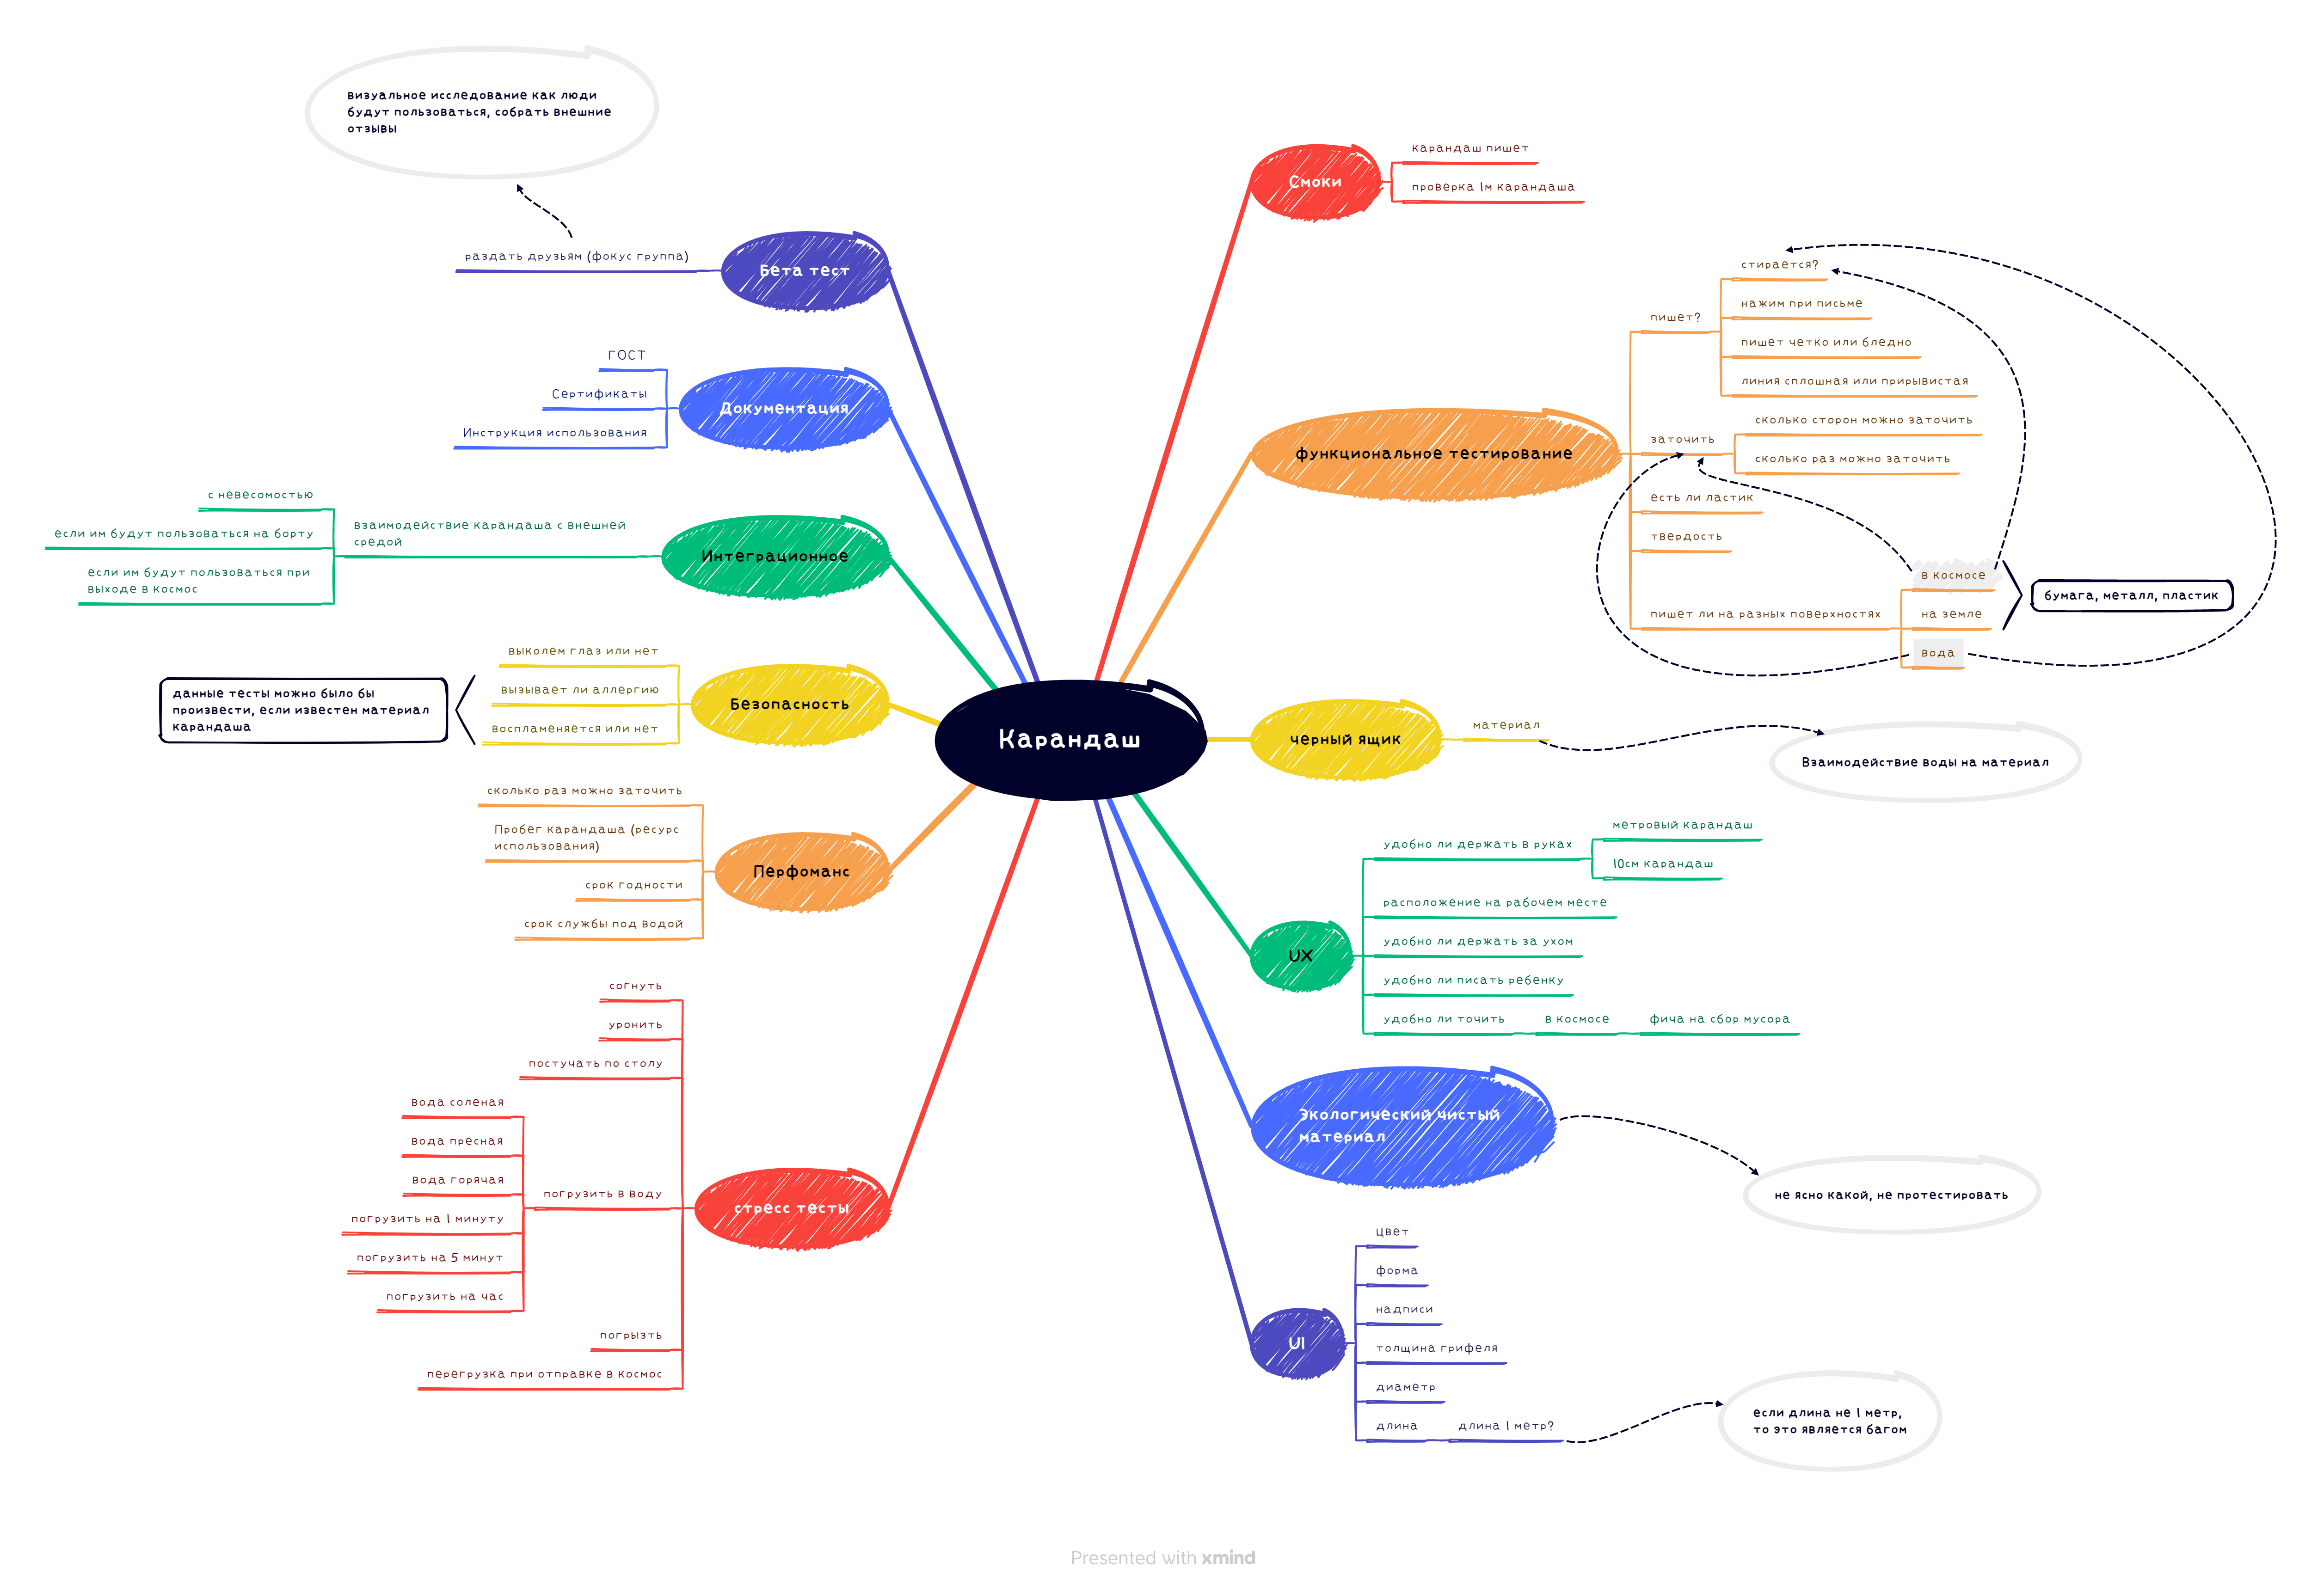 Карандаш
Смоки
карандаш пишет
проверка 1м карандаша
функциональное тестирование
пишет?
стирается?
нажим при письме
пишет четко или бледно
линия сплошная или прирывистая
заточить
сколько сторон можно заточить
сколько раз можно заточить
есть ли ластик
твердость
пишет ли на разных поверхностях
в космосе
на земле
вода
бумага, металл, пластик
черный ящик
материал
Взаимодействие воды на материал
UX
удобно ли держать в руках
метровый карандаш
10см карандаш
расположение на рабочем месте
удобно ли держать за ухом
удобно ли писать ребенку
удобно ли точить
в космосе
фича на сбор мусора
Экологический чистый
материал
не ясно какой, не протестировать
UI
цвет
форма
надписи
толщина грифеля
диаметр
длина
длина 1 метр?
если длина не 1 метр,
то это является багом
Бета тест
раздать друзьям (фокус группа)
визуальное исследование как люди
будут пользоваться, собрать внешние
отзывы
Документация
ГОСТ
Сертификаты
Инструкция использования
Интеграционное
взаимодействие карандаша с внешней
средой
с невесомостью
если им будут пользоваться на борту
если им будут пользоваться при
выходе в космос
Безопасность
выколем глаз или нет
вызывает ли аллергию
воспламеняется или нет
данные тесты можно было бы
произвести, если известен материал
карандаша
Перфоманс
сколько раз можно заточить
Пробег карандаша (ресурс
использования)
срок годности
срок службы под водой
стресс тесты
согнуть
уронить
постучать по столу
погрузить в воду
вода соленая
вода пресная
вода горячая
погрузить на 1 минуту
погрузить на 5 минут
погрузить на час
погрызть
перегрузка при отправке в космос
Presented with xmind